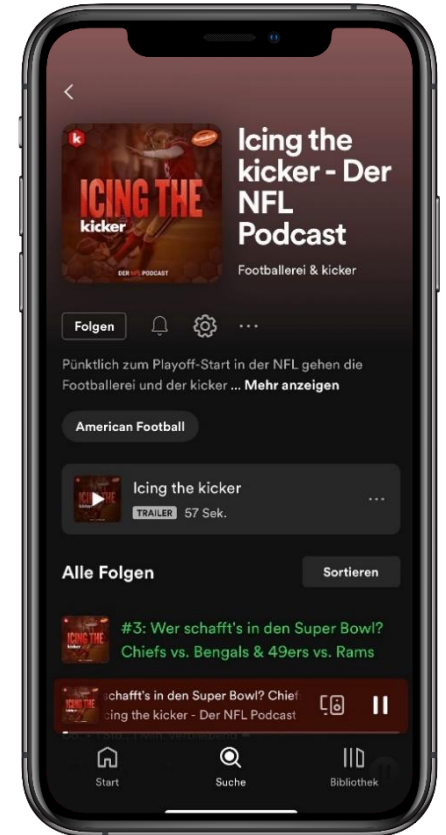 Icing the
kicker - Der
NFL
Podcast
ICING THE
kicker
DER NFL PODCAST
Footballerei & kicker
Folgen
Pünktlich zum Playoff-Start in der NFL gehen die
Footballerei und der kicker ... Mehr anzeigen
American Football
Icing the kicker
TRAILER 57 Sek.
Alle Folgen
Sortieren
#3: Wer schafft's in den Super Bowl?
Chiefs vs. Bengals & 49ers vs. Rams
schafft's in den Super Bowl? Chief
cing the kicker - Der NFL Podcast
Start
Suche
Bibliothek